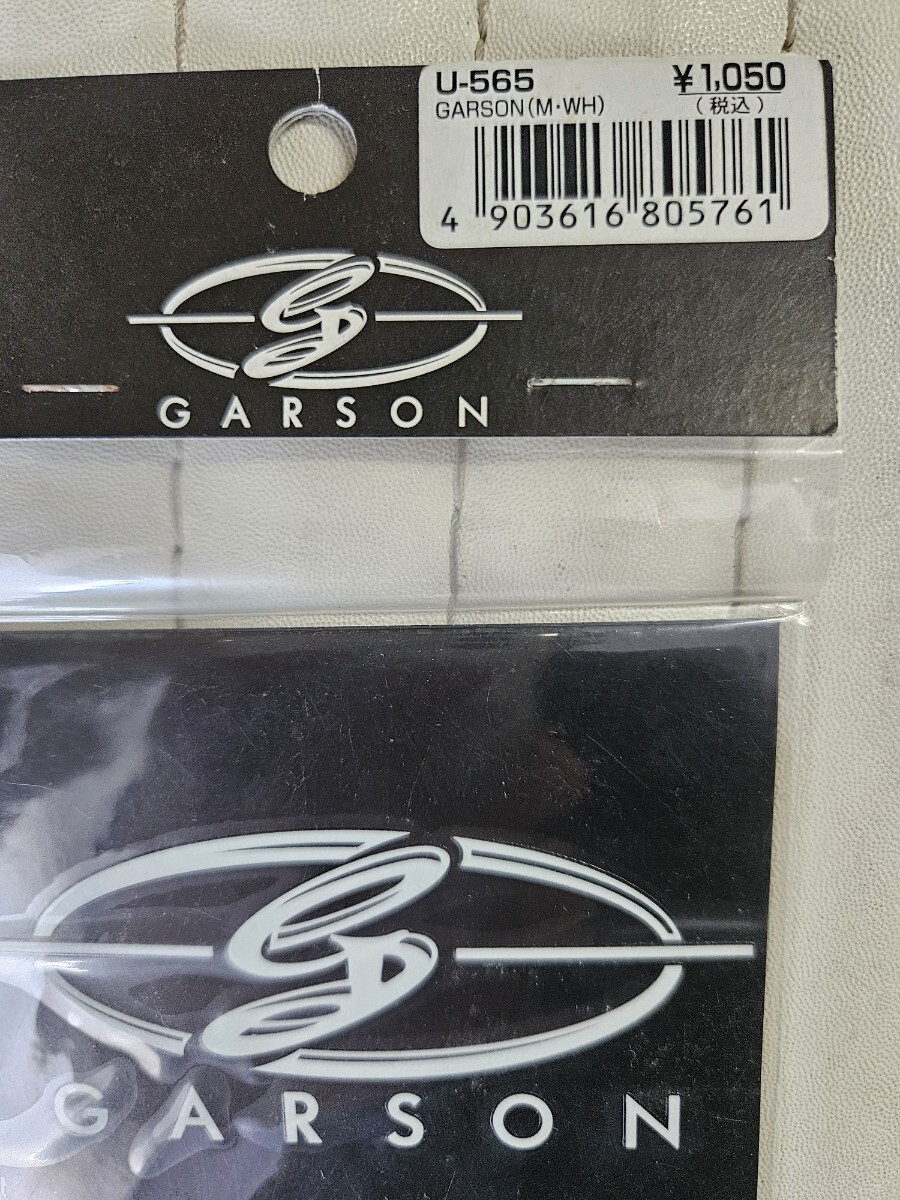 U-565 ¥1,050
GARSON(M・WH) (税込)
4 903616 805761
GARSON
GARSON